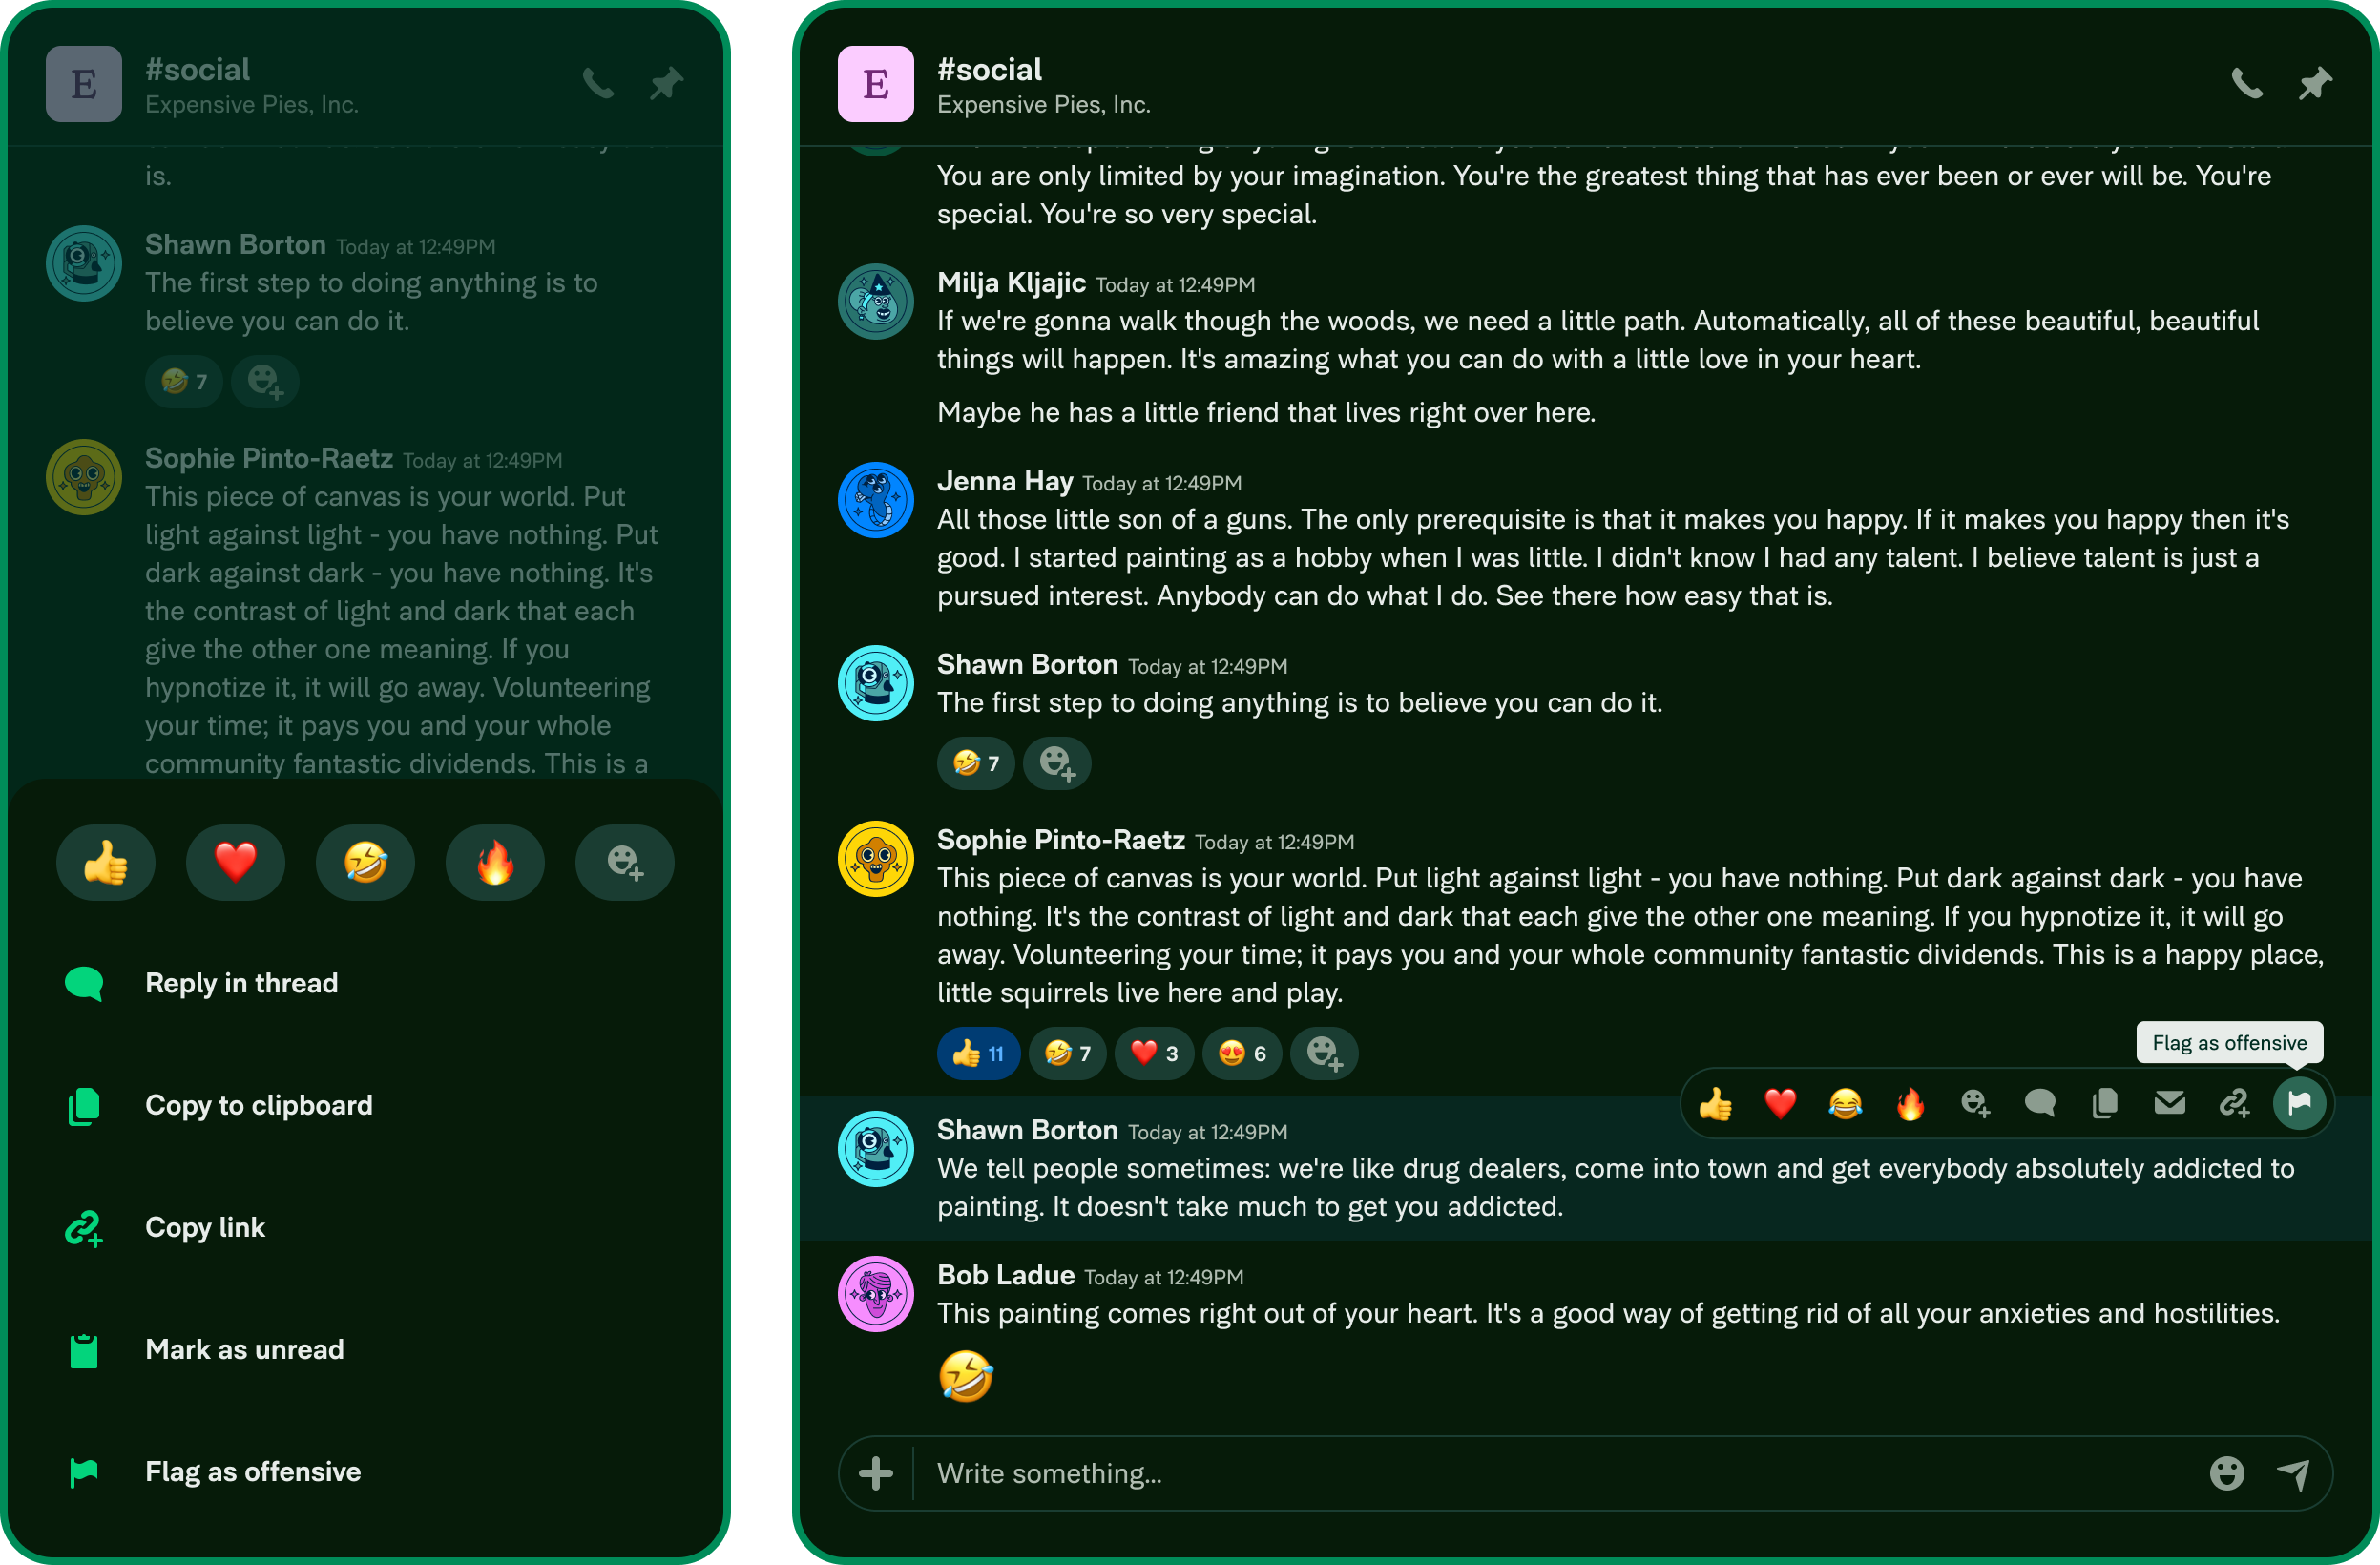 E
#social
Expensive Pies, Inc.
is.
Shawn Borton Today at 12:49PM
The first step to doing anything is to
believe you can do it.
7
Sophie Pinto-Raetz Today at 12:49PM
This piece of canvas is your world. Put
light against light - you have nothing. Put
dark against dark - you have nothing. It's
the contrast of light and dark that each
give the other one meaning. If you
hypnotize it, it will go away. Volunteering
your time; it pays you and your whole
community fantastic dividends. This is a
Reply in thread
Copy to clipboard
Copy link
Mark as unread
Flag as offensive
E
#social
Expensive Pies, Inc.
You are only limited by your imagination. You're the greatest thing that has ever been or ever will be. You're
special. You're so very special.
Milja Kljajic Today at 12:49PM
If we're gonna walk though the woods, we need a little path. Automatically, all of these beautiful, beautiful
things will happen. It's amazing what you can do with a little love in your heart.
Maybe he has a little friend that lives right over here.
Jenna Hay Today at 12:49PM
All those little son of a guns. The only prerequisite is that it makes you happy. If it makes you happy then it's
good. I started painting as a hobby when I was little. I didn't know I had any talent. I believe talent is just a
pursued interest. Anybody can do what I do. See there how easy that is.
Shawn Borton Today at 12:49PM
The first step to doing anything is to believe you can do it.
7
Sophie Pinto-Raetz Today at 12:49PM
This piece of canvas is your world. Put light against light - you have nothing. Put dark against dark - you have
nothing. It's the contrast of light and dark that each give the other one meaning. If you hypnotize it, it will go
away. Volunteering your time; it pays you and your whole community fantastic dividends. This is a happy place,
little squirrels live here and play.
11 7 3 6
Flag as offensive
Shawn Borton Today at 12:49PM
We tell people sometimes: we're like drug dealers, come into town and get everybody absolutely addicted to
painting. It doesn't take much to get you addicted.
Bob Ladue Today at 12:49PM
This painting comes right out of your heart. It's a good way of getting rid of all your anxieties and hostilities.
Write something...